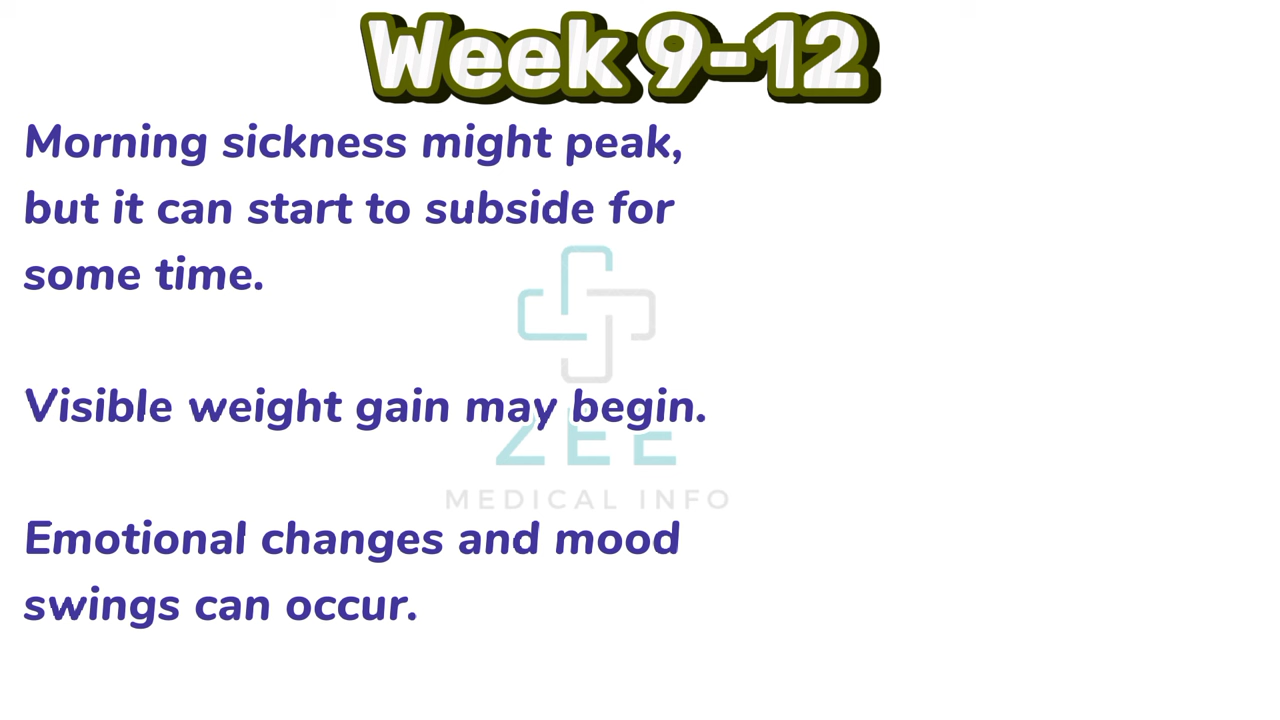 Week 9-12
Morning sickness might peak,
but it can start to subside for
some time.
Visible weight gain may begin.
ZEE
MEDICAL INFO
Emotional changes and mood
swings can occur.